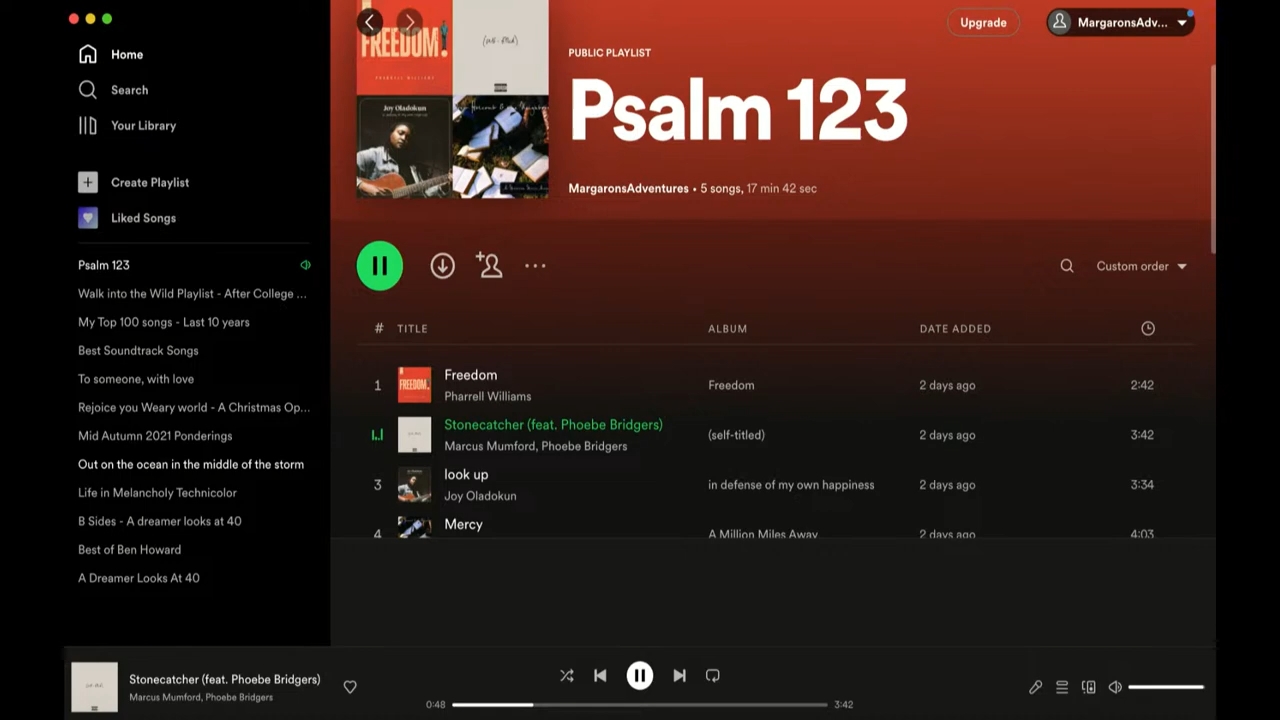 Home
Search
Your Library
Create Playlist
Liked Songs
Psalm 123
Walk into the Wild Playlist - After College ...
My Top 100 songs - Last 10 years
Best Soundtrack Songs
To someone, with love
Rejoice you Weary world - A Christmas Op...
Mid Autumn 2021 Ponderings
Out on the ocean in the middle of the storm
Life in Melancholy Technicolor
B Sides - A dreamer looks at 40
Best of Ben Howard
A Dreamer Looks At 40
Upgrade
MargaronsAdv...
FREEDOM!
PHARRELL WILLIAMS
Joy Oladokun
PUBLIC PLAYLIST
Psalm 123
MargaronsAdventures • 5 songs, 17 min 42 sec
Custom order
# TITLE ALBUM DATE ADDED
1 Freedom Freedom 2 days ago 2:42
Pharrell Williams
Stonecatcher (feat. Phoebe Bridgers) (self-titled) 2 days ago 3:42
Marcus Mumford, Phoebe Bridgers
3 look up in defense of my own happiness 2 days ago 3:34
Joy Oladokun
4 Mercy A Million Miles Away 2 days ago 4:03
Stonecatcher (feat. Phoebe Bridgers)
Marcus Mumford, Phoebe Bridgers
0:48 3:42